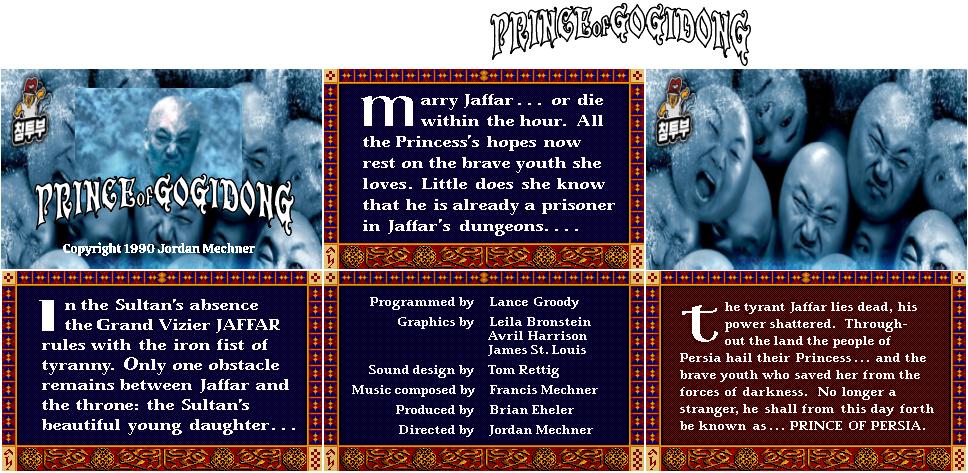 PRINCE of GOGIDONG
침투부
PRINCE of GOGIDONG
Copyright 1990 Jordan Mechner
marry Jaffar... or die
within the hour. All
the Princess's hopes now
rest on the brave youth she
loves. Little does she know
that he is already a prisoner
in Jaffar's dungeons....
침투부
In the Sultan's absence
the Grand Vizier JAFFAR
rules with the iron fist of
tyranny. Only one obstacle
remains between Jaffar and
the throne: the Sultan's
beautiful young daughter...
Programmed by Lance Groody
Graphics by Leila Bronstein
Avril Harrison
James St. Louis
Sound design by Tom Rettig
Music composed by Francis Mechner
Produced by Brian Eheler
Directed by Jordan Mechner
the tyrant Jaffar lies dead, his
power shattered. Through-
out the land the people of
Persia hail their Princess... and the
brave youth who saved her from the
forces of darkness. No longer a
stranger, he shall from this day forth
be known as... PRINCE OF PERSIA.